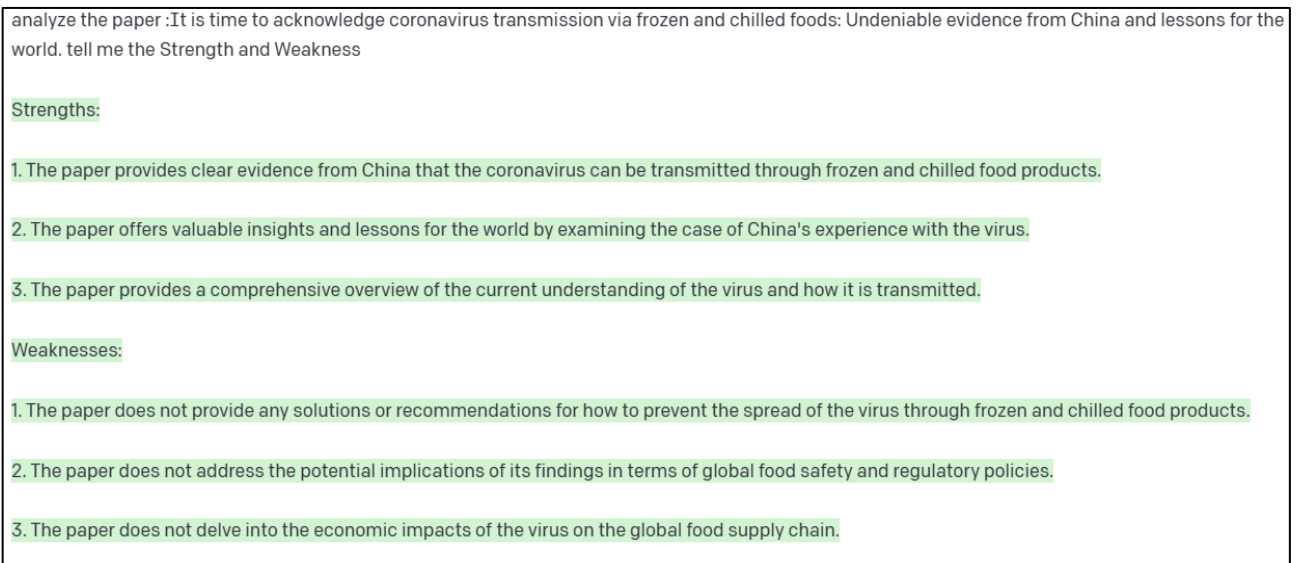 analyze the paper :It is time to acknowledge coronavirus transmission via frozen and chilled foods: Undeniable evidence from China and lessons for the
world. tell me the Strength and Weakness
Strengths:
1. The paper provides clear evidence from China that the coronavirus can be transmitted through frozen and chilled food products.
2. The paper offers valuable insights and lessons for the world by examining the case of China's experience with the virus.
3. The paper provides a comprehensive overview of the current understanding of the virus and how it is transmitted.
Weaknesses:
1. The paper does not provide any solutions or recommendations for how to prevent the spread of the virus through frozen and chilled food products.
2. The paper does not address the potential implications of its findings in terms of global food safety and regulatory policies.
3. The paper does not delve into the economic impacts of the virus on the global food supply chain.